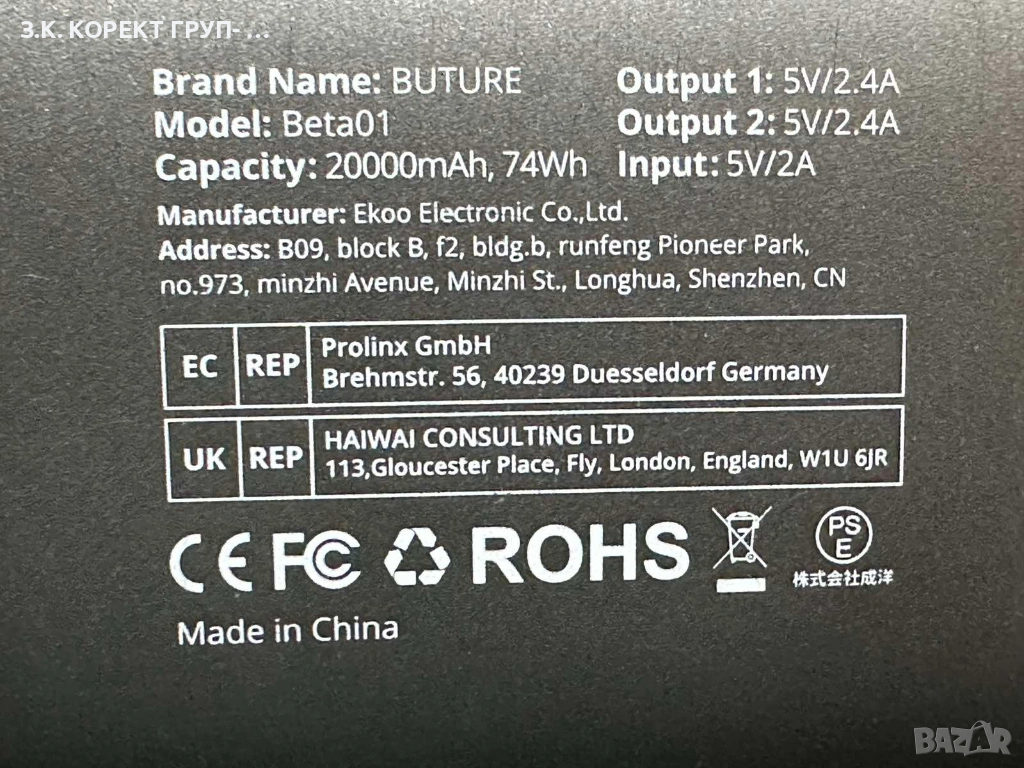 З.К. КОРЕКТ ГРУП- ...
Brand Name: BUTURE
Model: Beta01
Capacity: 20000mAh, 74Wh
Output 1: 5V/2.4A
Output 2: 5V/2.4A
Input: 5V/2A
Manufacturer: Ekoo Electronic Co.,Ltd.
Address: B09, block B, f2, bldg.b, runfeng Pioneer Park,
no.973, minzhi Avenue, Minzhi St., Longhua, Shenzhen, CN
EC REP
Prolinx GmbH
Brehmstr. 56, 40239 Duesseldorf Germany
UK REP
HAIWAI CONSULTING LTD
113,Gloucester Place, Fly, London, England, W1U 6JR
CE FC ROHS
PS
E
株式会社成洋
Made in China
BAZAR